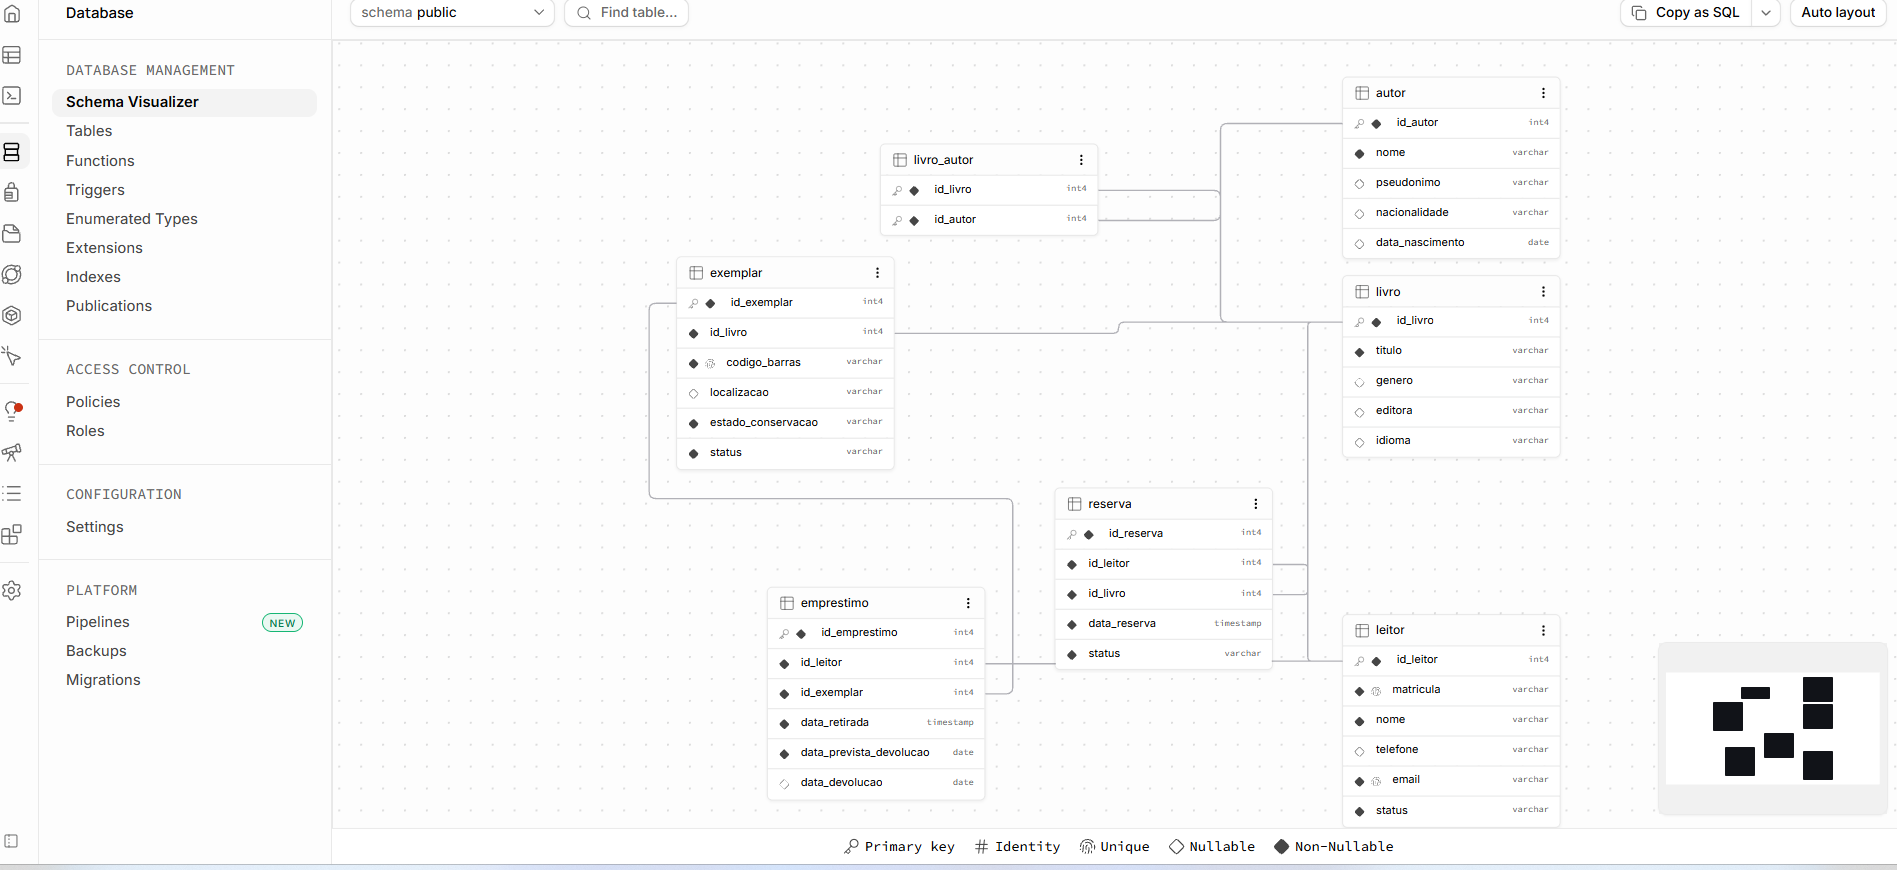 Database
schema public
Find table...
Copy as SQL
Auto layout
DATABASE MANAGEMENT
Schema Visualizer
Tables
Functions
Triggers
Enumerated Types
Extensions
Indexes
Publications
ACCESS CONTROL
Policies
Roles
CONFIGURATION
Settings
PLATFORM
Pipelines NEW
Backups
Migrations
autor
id_autor int4
nome varchar
pseudonimo varchar
nacionalidade varchar
data_nascimento date
livro_autor
id_livro int4
id_autor int4
exemplar
id_exemplar int4
id_livro int4
codigo_barras varchar
localizacao varchar
estado_conservacao varchar
status varchar
livro
id_livro int4
titulo varchar
genero varchar
editora varchar
idioma varchar
reserva
id_reserva int4
id_leitor int4
id_livro int4
data_reserva timestamp
status varchar
emprestimo
id_emprestimo int4
id_leitor int4
id_exemplar int4
data_retirada timestamp
data_prevista_devolucao date
data_devolucao date
leitor
id_leitor int4
matricula varchar
nome varchar
telefone varchar
email varchar
status varchar
Primary key
Identity
Unique
Nullable
Non-Nullable